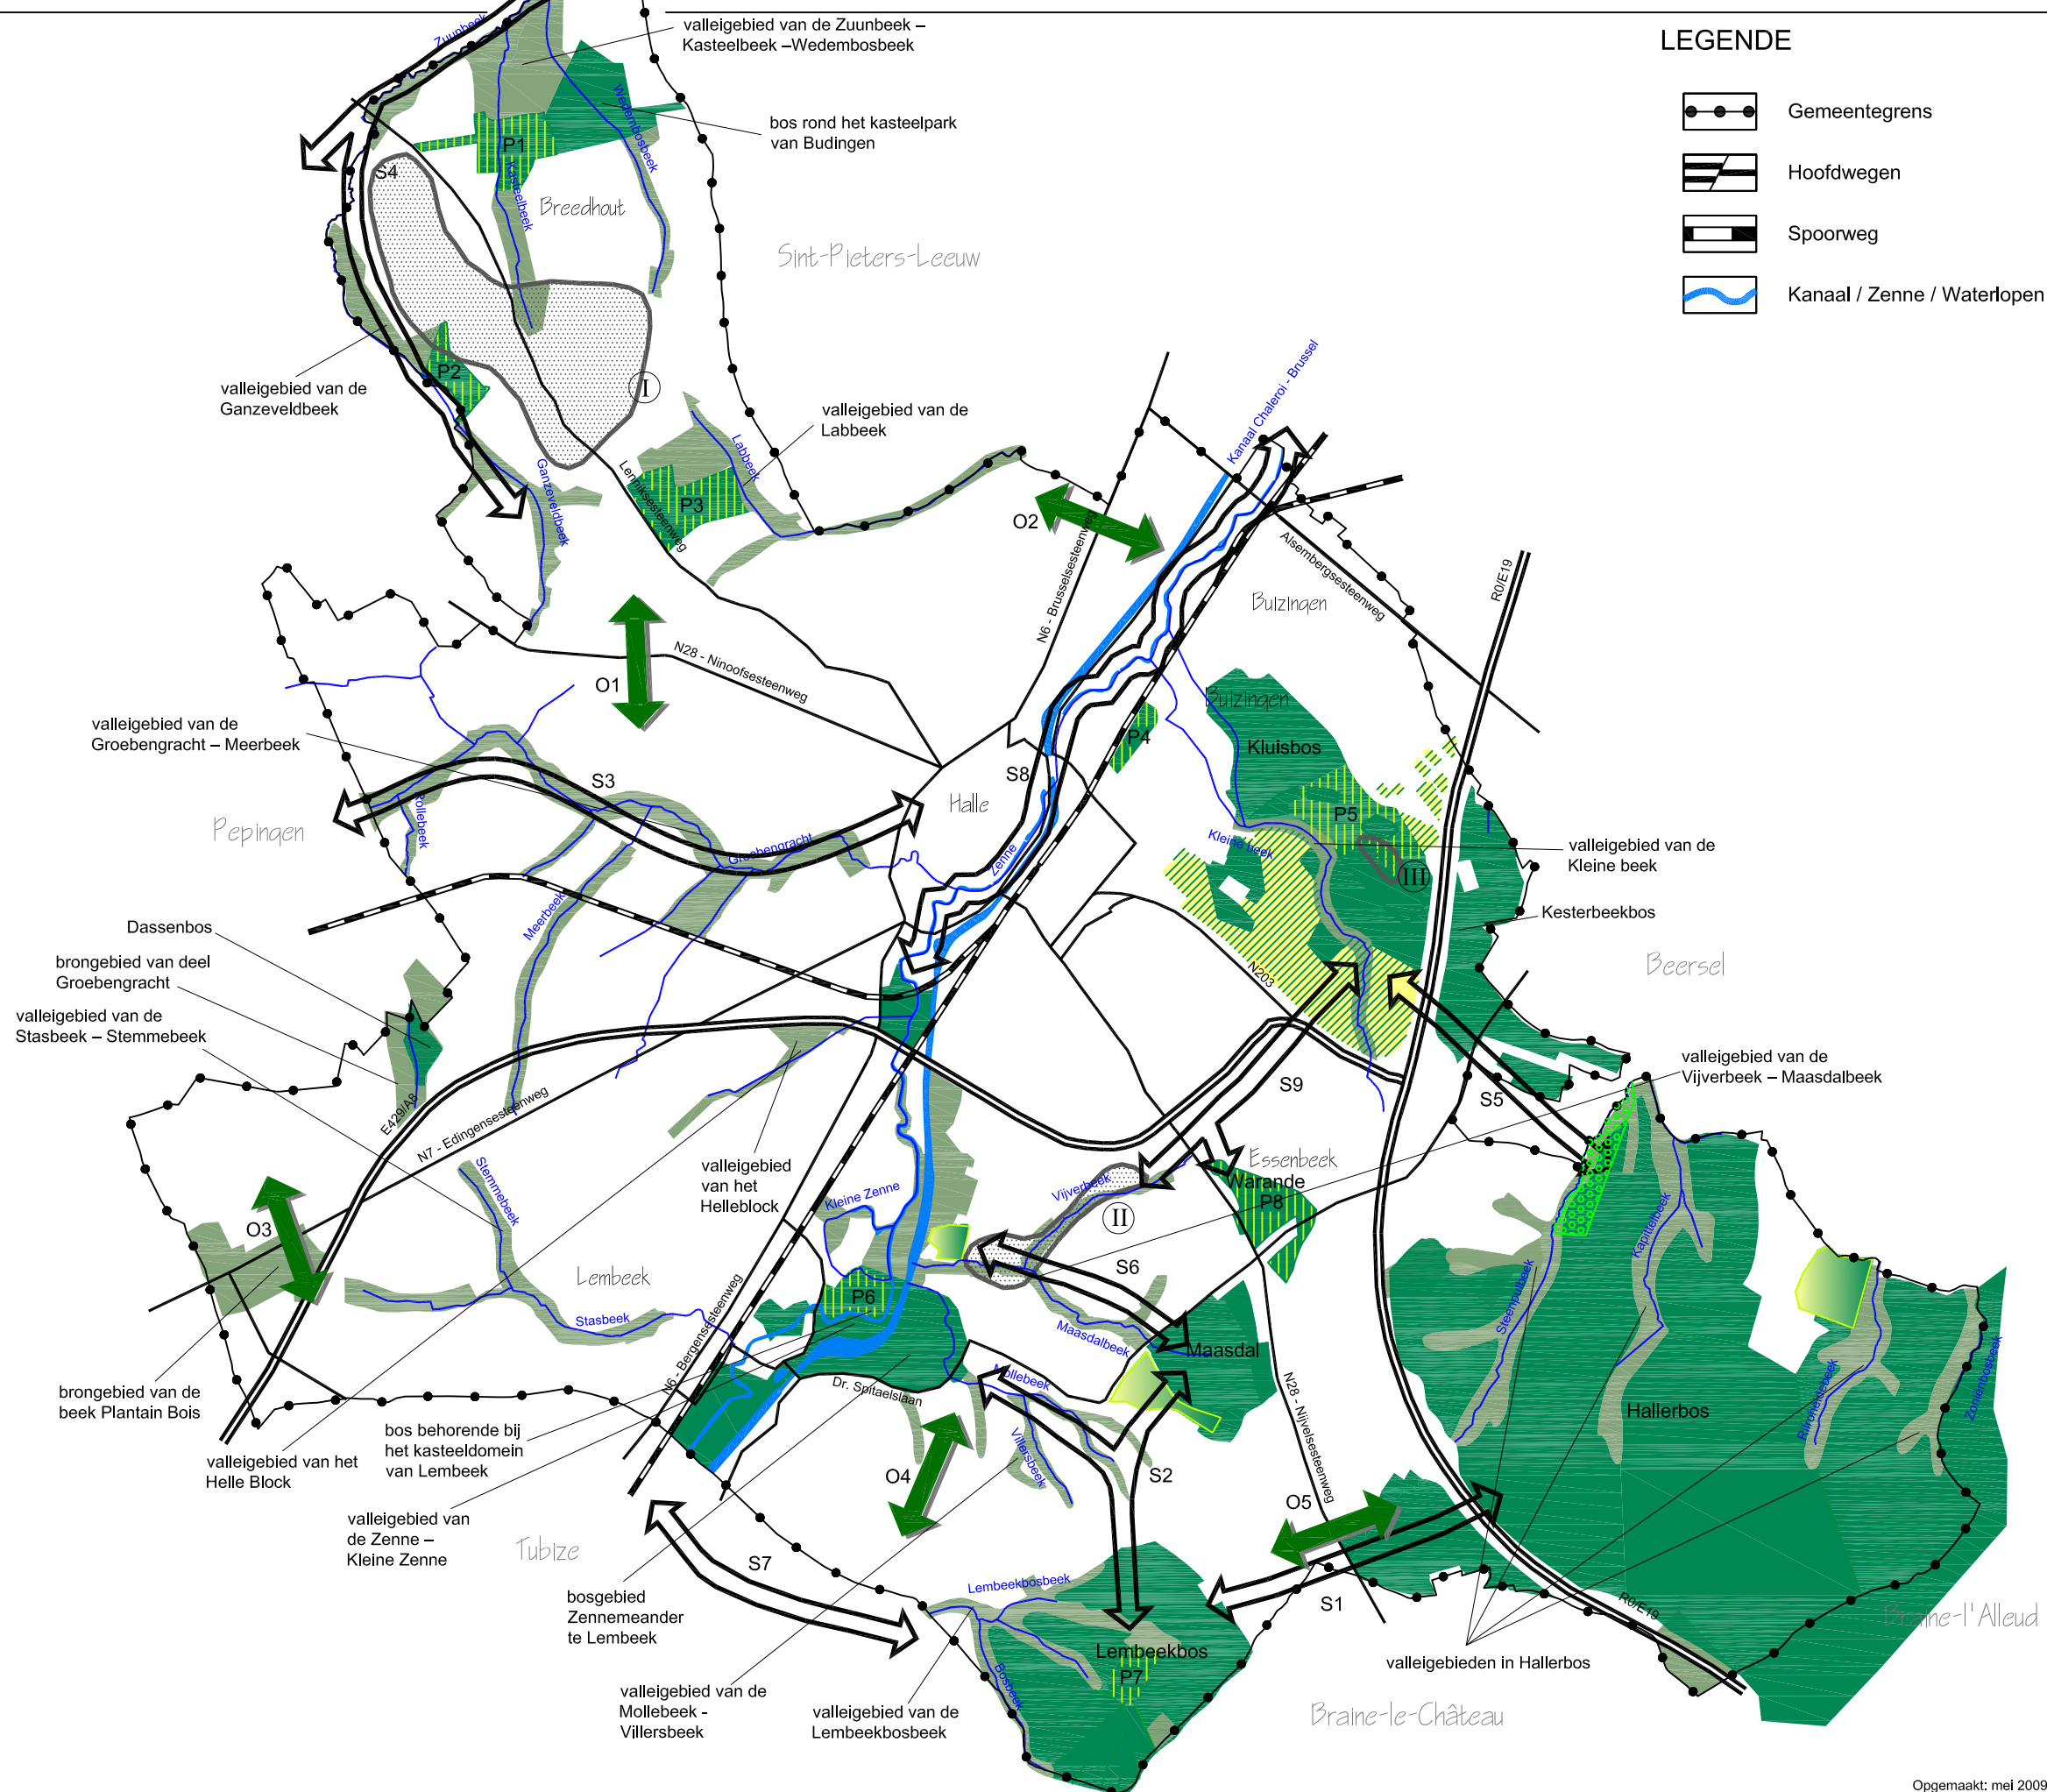 LEGENDE
Gemeentegrens
Hoofdwegen
Spoorweg
Kanaal / Zenne / Waterlopen
Zuunbeek
valleigebied van de Zuunbeek –
Kasteelbeek –Wedembosbeek
Wedembosbeek
bos rond het kasteelpark
van Budingen
P1
S4
Kasteelbeek
Breedhout
Sint-Pieters-Leeuw
P2
I
valleigebied van de
Ganzeveldbeek
valleigebied van de
Labbeek
Labbeek
Kanaal Chaleroi - Brussel
Ganzeveldbeek
Lenniksesteenweg
P3
O2
N6 - Brusselsesteenweg
Alsembergsesteenweg
R0/E19
Buizingen
O1
N28 - Ninoofsesteenweg
Buizingen
P4
Kluisbos
valleigebied van de
Groebengracht – Meerbeek
S3
S8
Halle
P5
Rollebeek
Pepingen
Groebengracht
Zenne
Kleine beek
valleigebied van de
Kleine beek
III
Meerbeek
Kesterbeekbos
Dassenbos
N203
Beersel
brongebied van deel
Groebengracht
valleigebied van de
Stasbeek – Stemmebeek
S9
S5
valleigebied van de
Vijverbeek – Maasdalbeek
E429/A8
N7 - Edingensesteenweg
Stemmebeek
valleigebied
van het
Helleblock
Kleine Zenne
Vijverbeek
Essenbeek
Warande
P8
II
Kapittelbeek
O3
Lembeek
S6
P6
Steenputbeek
Stasbeek
Maasdalbeek
Maasdal
N6 - Bergensesteenweg
Mollebeek
Dr. Spitaelslaan
N28 - Nijvelsesteenweg
Hallerbos
Rilroheidebeek
Zoniënbosbeek
brongebied van de
beek Plantain Bois
bos behorende bij
het kasteeldomein
van Lembeek
valleigebied van het
Helle Block
Villersbeek
O4
S2
O5
valleigebied van
de Zenne –
Kleine Zenne
Tubize
S7
bosgebied
Zennemeander
te Lembeek
Lembeekbosbeek
S1
R0/E19
Braine-l'Alleud
Lembeekbos
P7
Bosbeek
valleigebieden in Hallerbos
valleigebied van de
Mollebeek -
Villersbeek
valleigebied van de
Lembeekbosbeek
Braine-le-Château
Opgemaakt: mei 2009